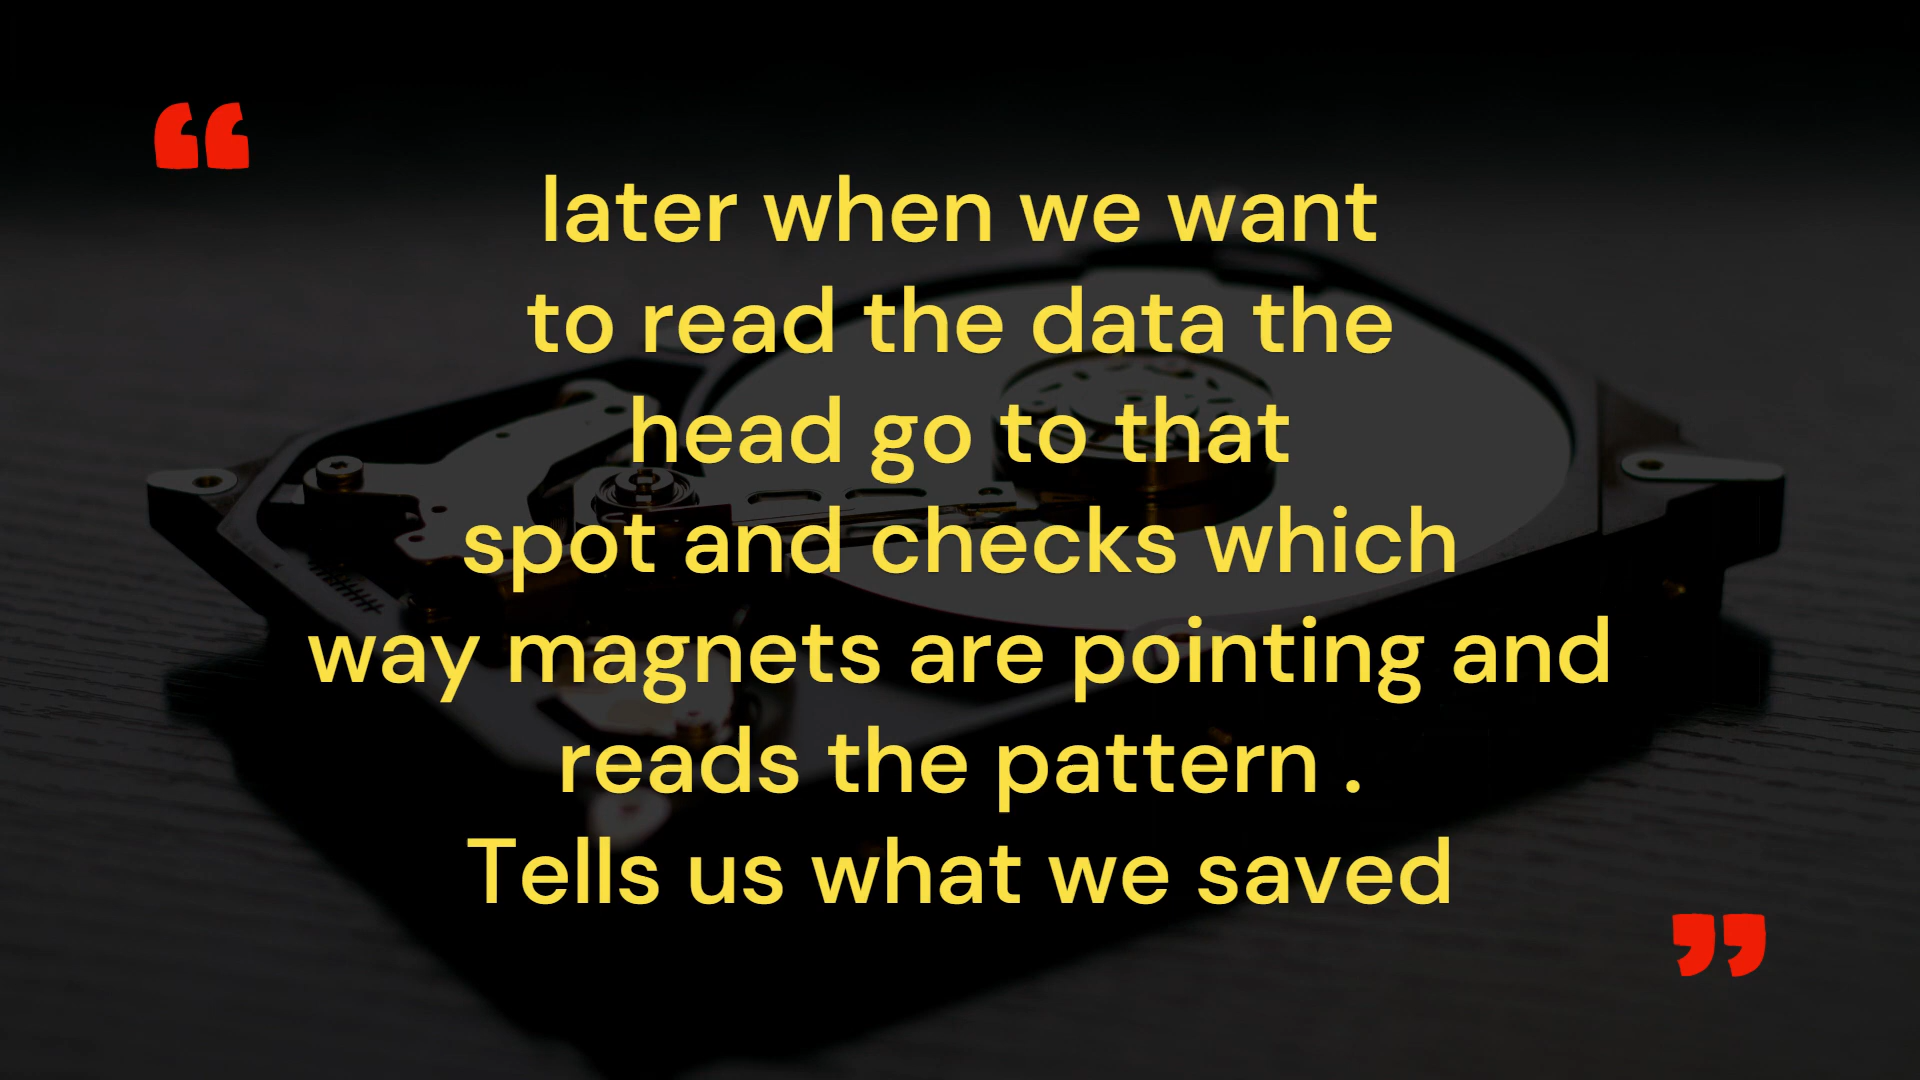 “
later when we want
to read the data the
head go to that
spot and checks which
way magnets are pointing and
reads the pattern .
Tells us what we saved
”